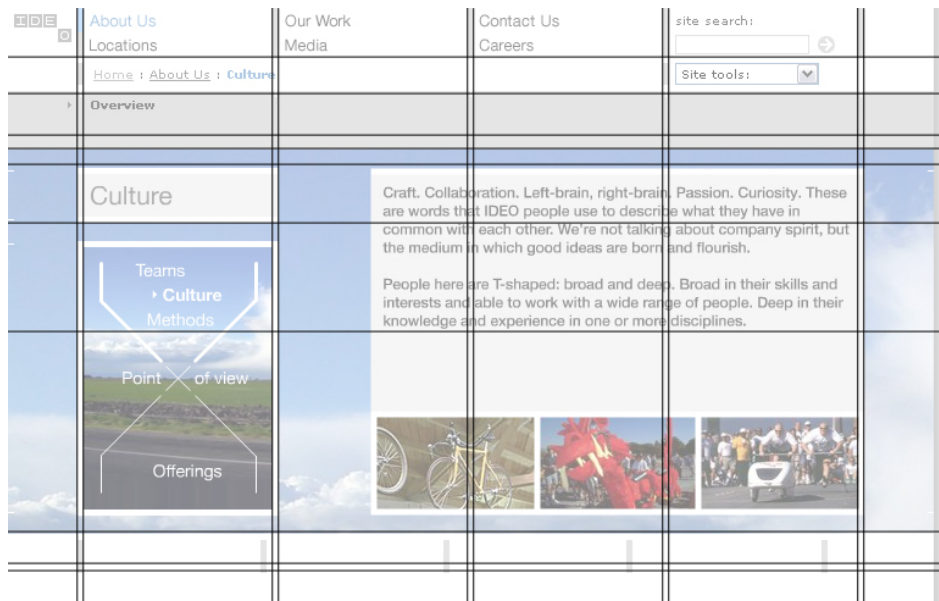 IDEO
About Us
Our Work
Contact Us
site search:
Locations
Media
Careers
Home : About Us : Culture
Site tools:
Overview
Culture
Craft. Collaboration. Left-brain, right-brain. Passion. Curiosity. These
are words that IDEO people use to describe what they have in
common with each other. We're not talking about company spirit, but
the medium in which good ideas are born and flourish.
People here are T-shaped: broad and deep. Broad in their skills and
interests and able to work with a wide range of people. Deep in their
knowledge and experience in one or more disciplines.
Teams
Culture
Methods
Point of view
Offerings